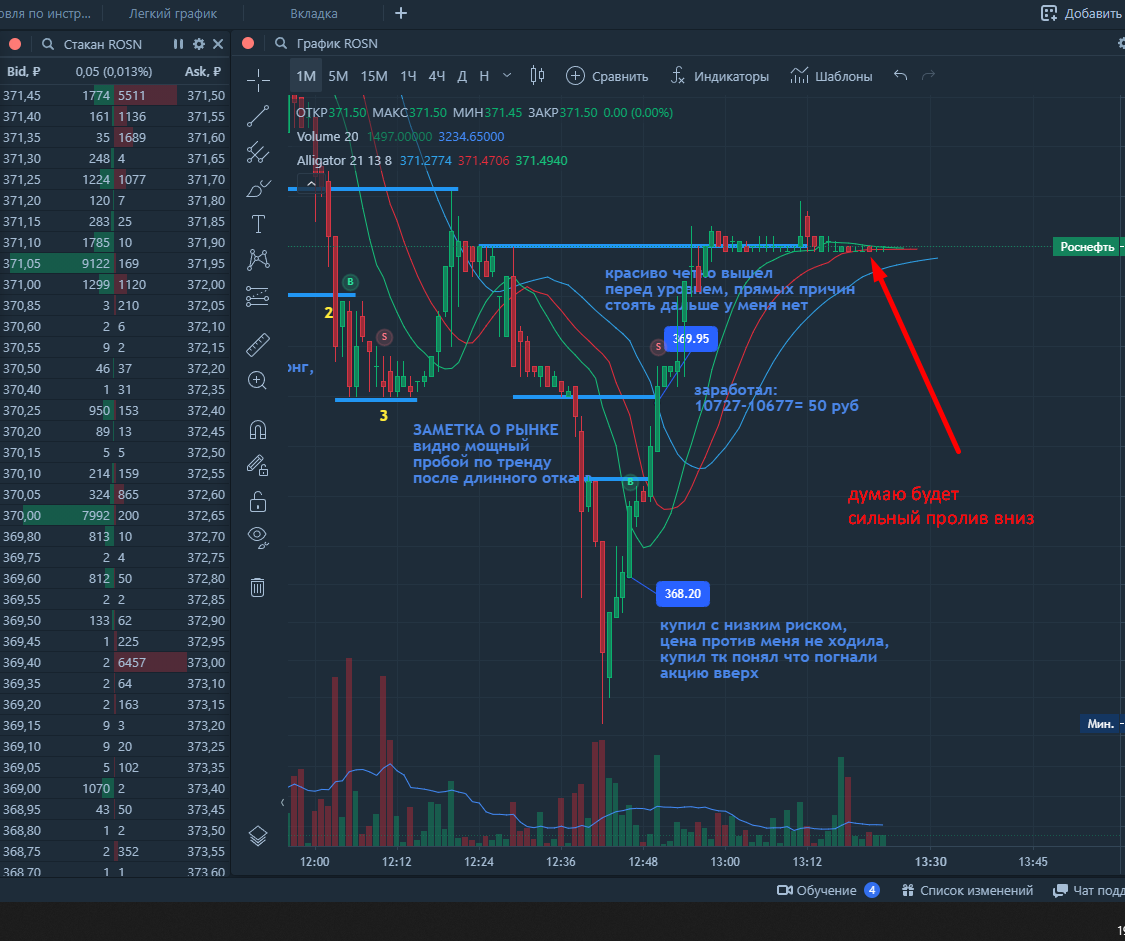 овля по инстр...
Легкий график
Вкладка
+
Добавить
Стакан ROSN
График ROSN
Bid, ₽ 0,05 (0,013%) Ask, ₽
371,45 1774 5511 371,50
371,40 161 1136 371,55
371,35 35 1689 371,60
371,30 248 4 371,65
371,25 1224 1077 371,70
371,20 120 7 371,80
371,15 283 25 371,85
371,10 1785 10 371,90
371,05 9122 169 371,95
371,00 1299 1120 372,00
370,85 3 210 372,05
370,60 2 6 372,10
370,55 9 2 372,15
370,50 46 37 372,20
370,40 1 31 372,35
370,25 950 153 372,40
370,20 89 13 372,45
370,15 5 5 372,50
370,10 214 159 372,55
370,05 324 865 372,60
370,00 7992 200 372,65
369,80 813 10 372,70
369,75 2 4 372,75
369,60 812 50 372,80
369,55 2 2 372,85
369,50 133 62 372,90
369,45 1 225 372,95
369,40 2 6457 373,00
369,35 2 64 373,10
369,20 2 163 373,15
369,15 9 3 373,20
369,10 9 20 373,25
369,05 5 102 373,35
369,00 1070 2 373,40
368,95 43 50 373,45
368,80 1 2 373,50
368,75 2 352 373,55
368,70 1 1 373,60
1М 5М 15М 1Ч 4Ч Д Н Сравнить Индикаторы Шаблоны
ОТКР371.50 МАКС371.50 МИН371.45 ЗАКР371.50 0.00 (0.00%)
Volume 20 1497.00000 3234.65000
Alligator 21 13 8 371.2774 371.4706 371.4940
Роснефть
красиво четко вышел
перед уровнем, прямых причин
стоять дальше у меня нет
B
2
S
S
369.95
онг,
заработал:
10727-10677= 50 руб
3
ЗАМЕТКА О РЫНКЕ
видно мощный
пробой по тренду
после длинного отката
B
думаю будет
сильный пролив вниз
368.20
купил с низким риском,
цена против меня не ходила,
купил тк понял что погнали
акцию вверх
Мин.
12:00 12:12 12:24 12:36 12:48 13:00 13:12 13:30 13:45
Обучение 4 Список изменений Чат подд